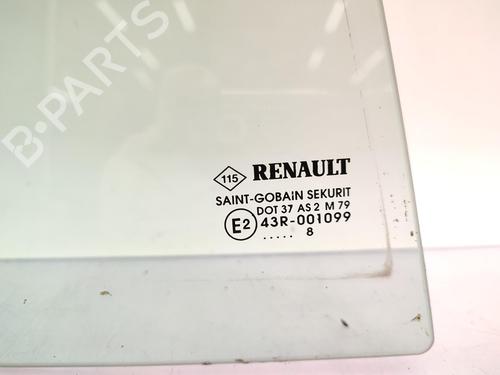 B-PARTS
115 RENAULT
SAINT-GOBAIN SEKURIT
DOT 37 AS 2 M 79
E2 43R-001099
..... 8